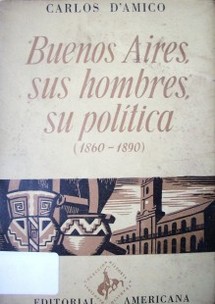 CARLOS D'AMICO
Buenos Aires,
sus hombres,
su política
(1860-1890)
EDITORIAL AMERICANA